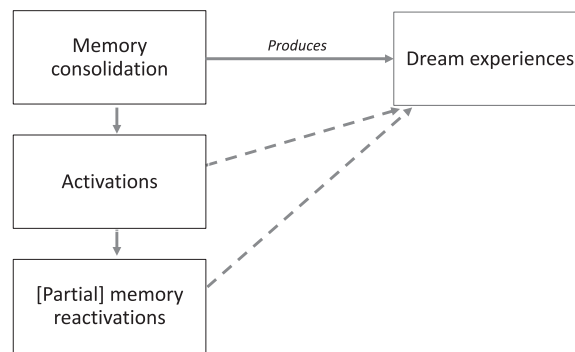 Memory
consolidation
Produces
Dream experiences
Activations
[Partial] memory
reactivations